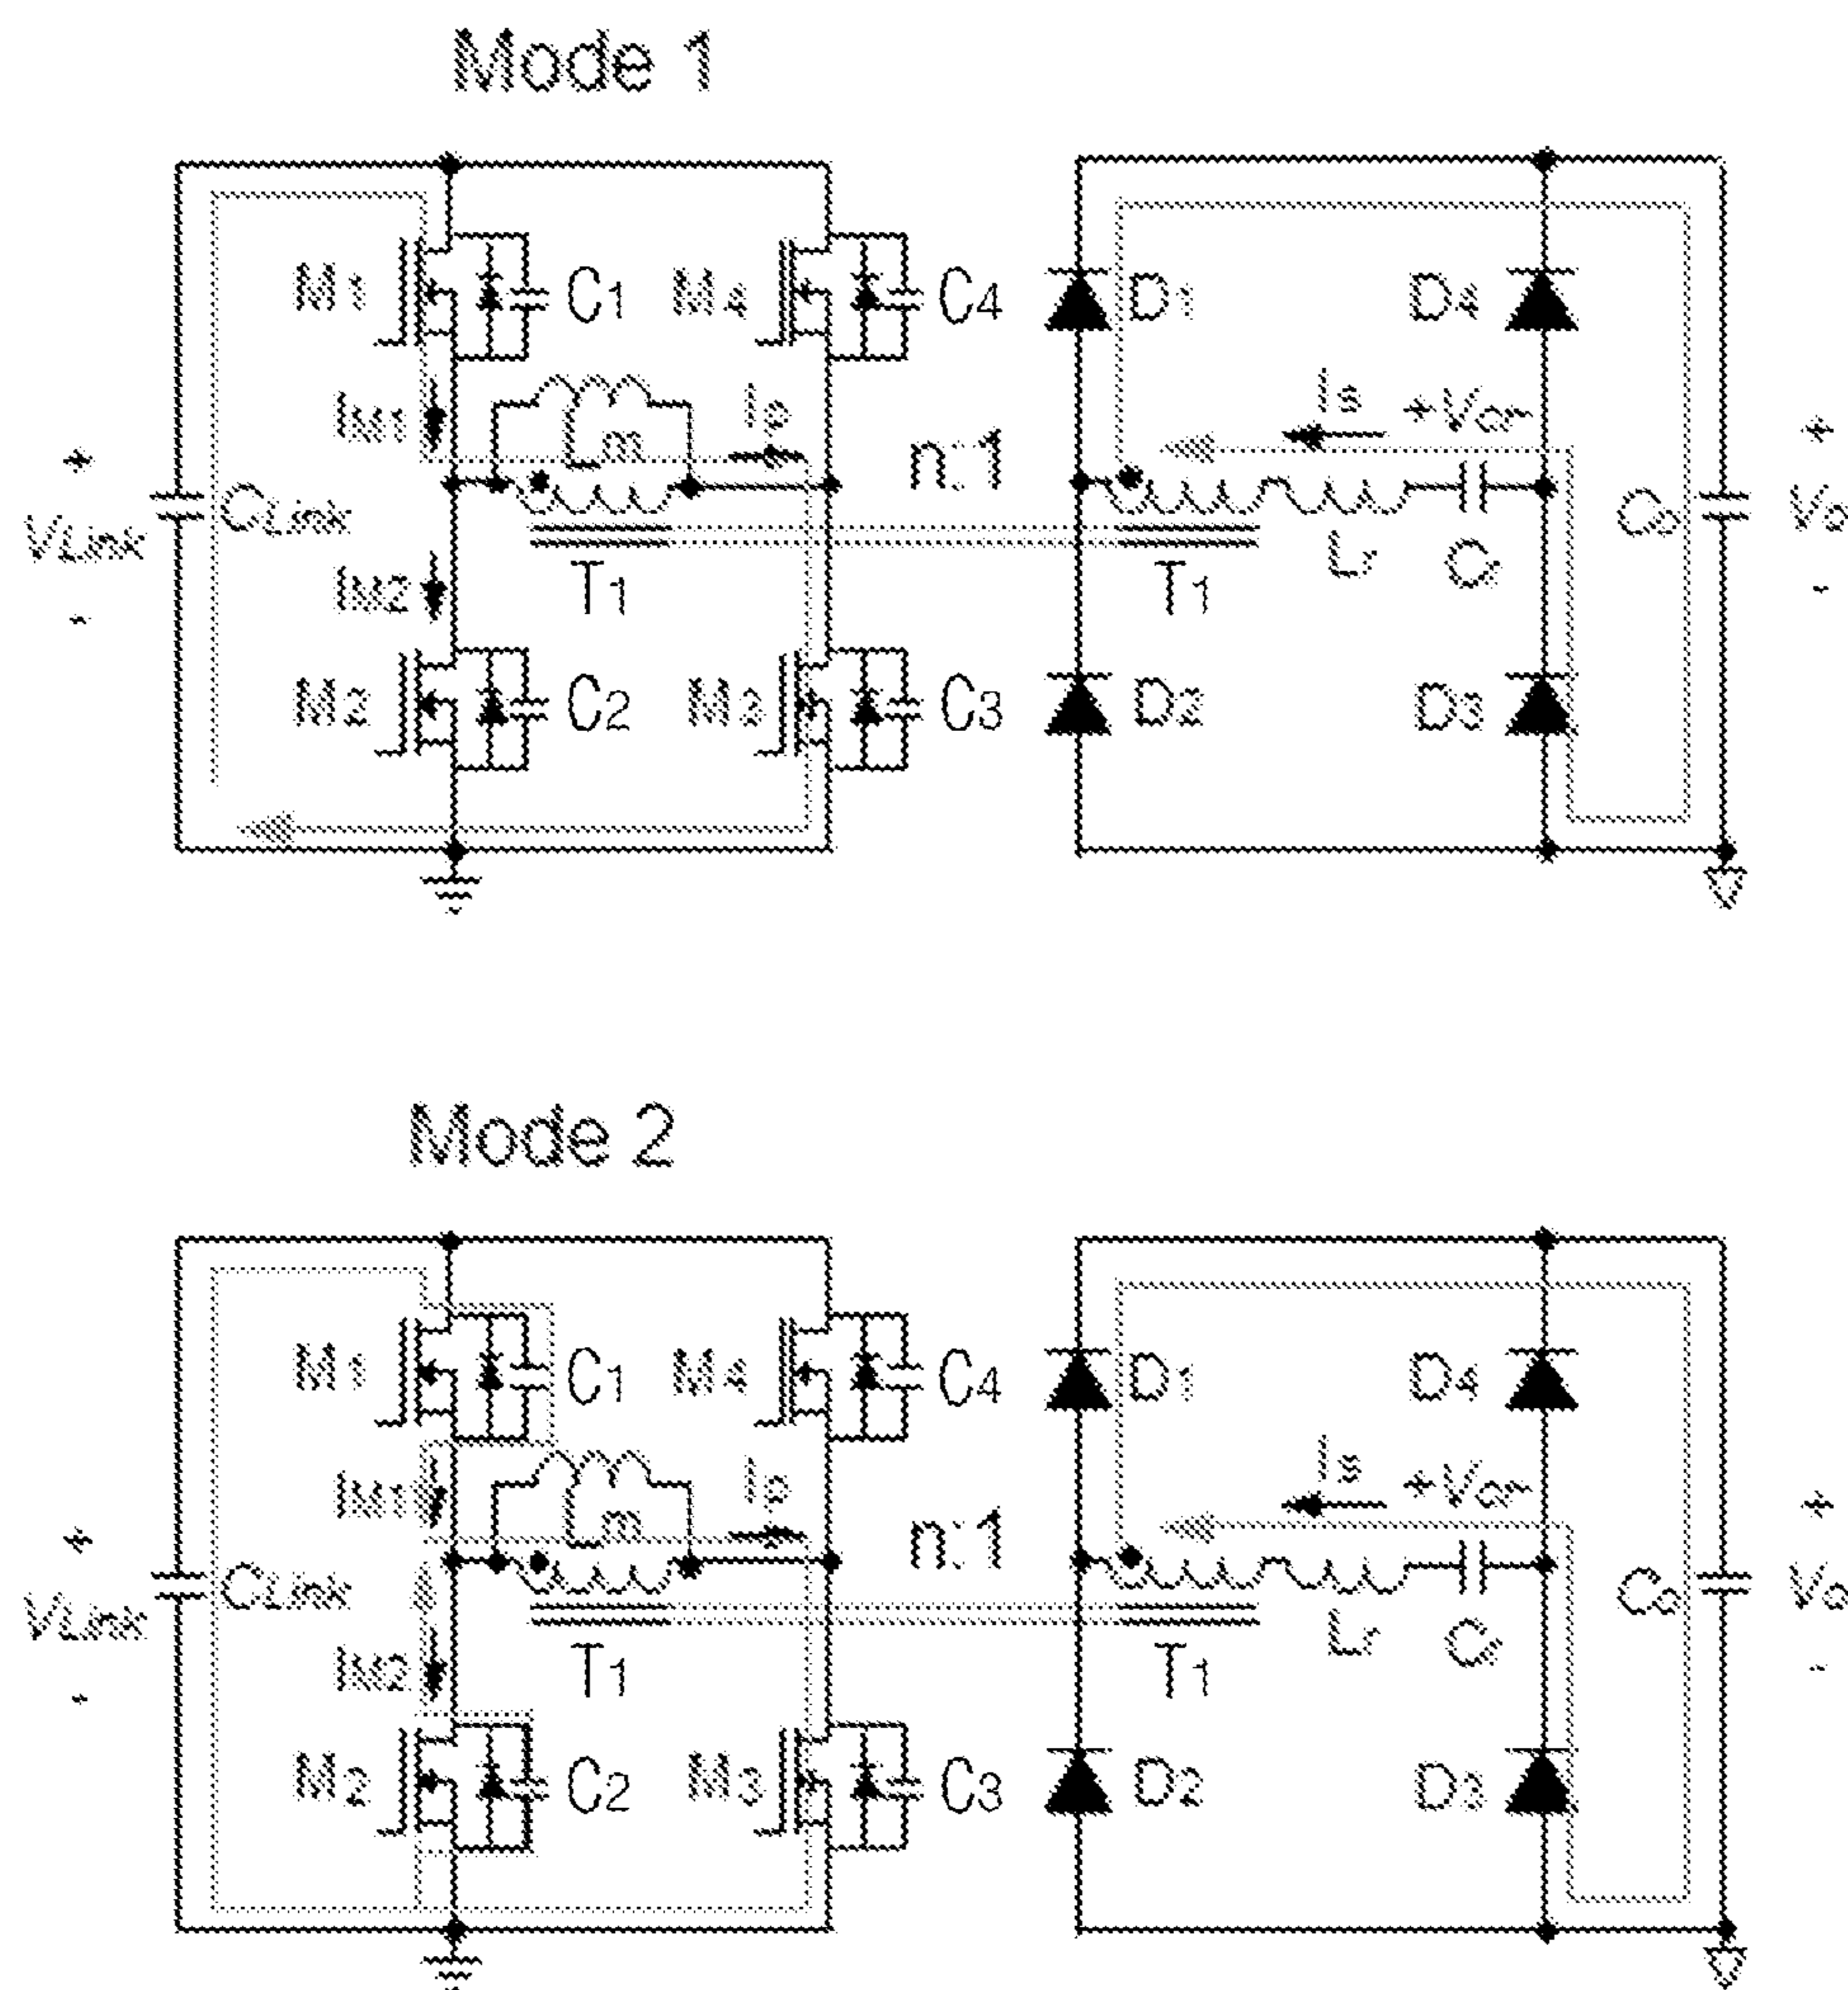 Mode 1
M1 C1 M4 C4 D1 D4
IM1 Lm Ip n:1 Is +Vcr-
+ VLink - CLink T1 T1 Lr Cr Co + Vo -
IM2
M2 C2 M3 C3 D2 D3
Mode 2
M1 C1 M4 C4 D1 D4
IM1 Lm Ip n:1 Is +Vcr-
+ VLink - CLink T1 T1 Lr Cr Co + Vo -
IM2
M2 C2 M3 C3 D2 D3